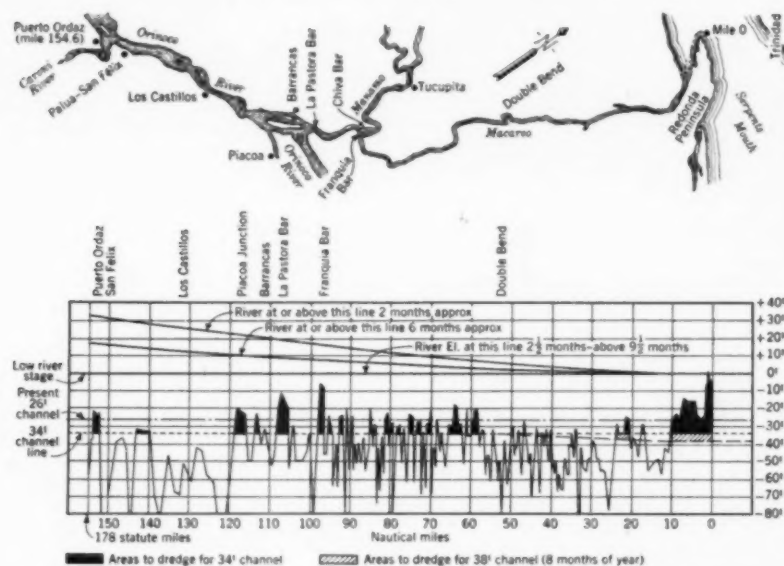 Puerto Ordaz
(mile 154.6)
Caroni
River
Palua-San Felix
Orinoco
River
Los Castillos
Piacoa
Barrancas
Orinoco
River
La Pastora Bar
Chiva Bar
Franquia
Bar
Manamo
Tucupita
Macareo
Double Bend
Redonda
Peninsula
Mile 0
Serpents
Mouth
Trinidad
Puerto Ordaz
San Felix
Los Castillos
Piacoa Junction
Barrancas
La Pastora Bar
Franquia Bar
Double Bend
River at or above this line 2 months approx
River at or above this line 6 months approx
River El. at this line 2½ months-above 9½ months
Low river
stage
Present
26'
channel
34'
channel
line
+40'
+30'
+20'
+10'
0'
-10'
-20'
-30'
-40'
-50'
-60'
-70'
-80'
150 140 130 120 110 100 90 80 70 60 50 40 30 20 10 0
178 statute miles
Nautical miles
Areas to dredge for 34' channel
Areas to dredge for 38' channel (8 months of year)